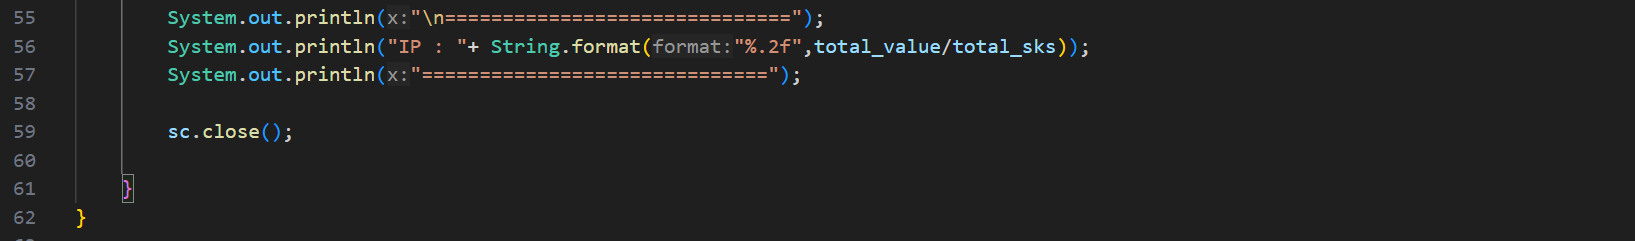 55 System.out.println(x:"\n==============================");
56 System.out.println("IP : "+ String.format(format:"%.2f",total_value/total_sks));
57 System.out.println(x:"==============================");
58
59 sc.close();
60
61 }
62 }